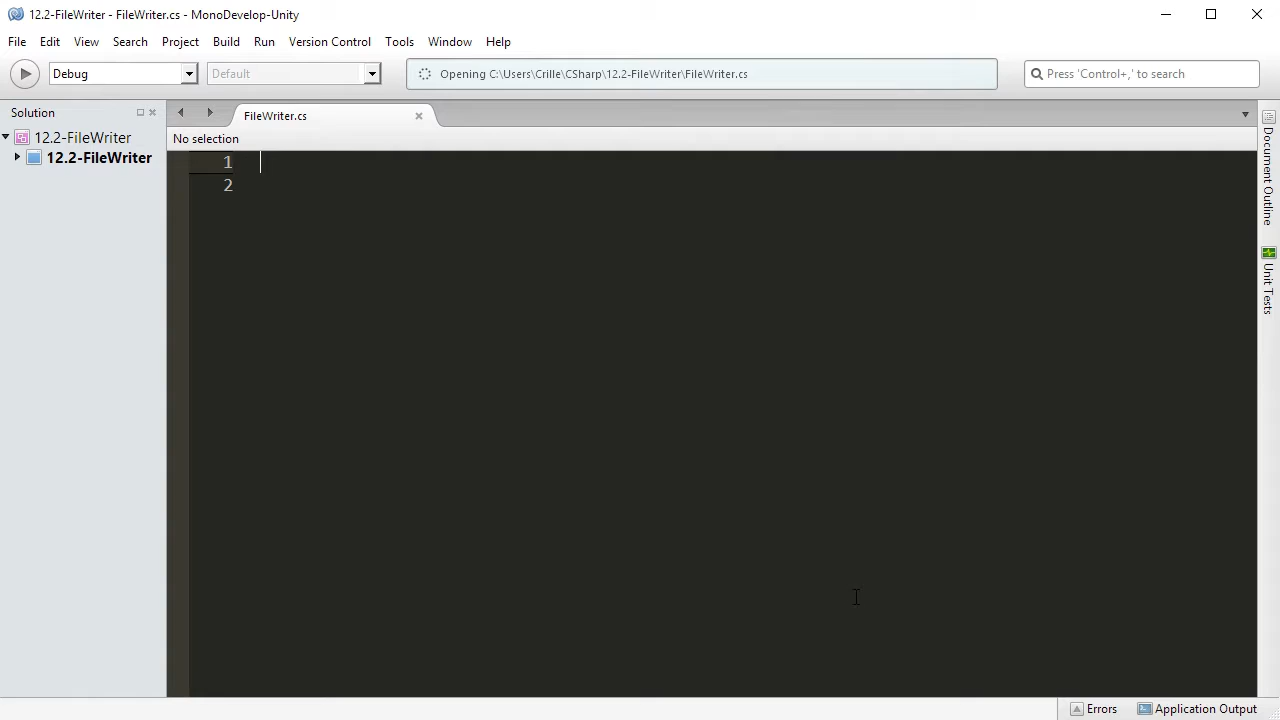 12.2-FileWriter - FileWriter.cs - MonoDevelop-Unity
File Edit View Search Project Build Run Version Control Tools Window Help
Debug Default Opening C:\Users\Crille\CSharp\12.2-FileWriter\FileWriter.cs Press 'Control+,' to search
Solution
12.2-FileWriter
12.2-FileWriter
FileWriter.cs
No selection
1
2
Document Outline
Unit Tests
Errors Application Output